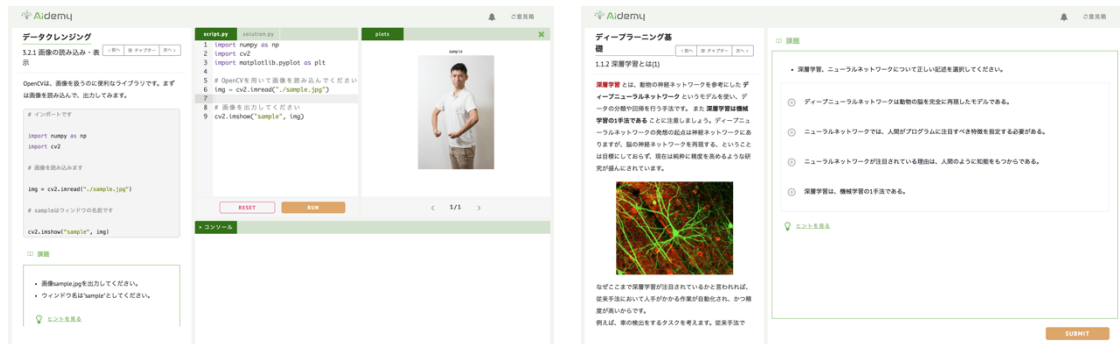 Aidemy
ご意見箱
データクレンジング
3.2.1 画像の読み込み・表
示
<前へ
チャプター
次へ>
OpenCVは、画像を扱うのに便利なライブラリです。まず
は画像を読み込んで、出力してみます。
# インポートです
import numpy as np
import cv2
# 画像を読み込みます
img = cv2.imread("./sample.jpg")
# sampleはウィンドウの名前です
cv2.imshow("sample", img)
課題
• 画像sample.jpgを出力してください。
• ウィンドウ名は"sample"としてください。
ヒントを見る
script.py
solution.py
1 import numpy as np
2 import cv2
3 import matplotlib.pyplot as plt
4
5 # OpenCVを用いて画像を読み込んでください
6 img = cv2.imread("./sample.jpg")
7
8 # 画像を出力してください
9 cv2.imshow("sample", img)
RESET
RUN
plots
sample
< 1/1 >
> コンソール
Aidemy
ご意見箱
ディープラーニング基
礎
<前へ
チャプター
次へ>
1.1.2 深層学習とは(1)
深層学習 とは、動物の神経ネットワークを参考にした デ
ィープニューラルネットワーク というモデルを使い、デ
ータの分類や回帰を行う手法です。 また 深層学習は機械
学習の1手法である ことに注意しましょう。ディープニュ
ーラルネットワークの発想の起点は神経ネットワークにあ
りますが、脳の神経ネットワークを再現する、ということ
は目標にしておらず、現在は純粋に精度を高めるような研
究が盛んにされています。
なぜここまで深層学習が注目されているかと言われれば、
従来手法において人手がかかる作業が自動化され、かつ精
度が高いからです。
例えば、車の検出をするタスクを考えます。従来手法で
課題
• 深層学習、ニューラルネットワークについて正しい記述を選択してください。
ディープニューラルネットワークは動物の脳を完全に再現したモデルである。
ニューラルネットワークでは、人間がプログラムに注目すべき特徴を指定する必要がある。
ニューラルネットワークが注目されている理由は、人間のように知能をもつからである。
深層学習は、機械学習の1手法である。
ヒントを見る
SUBMIT